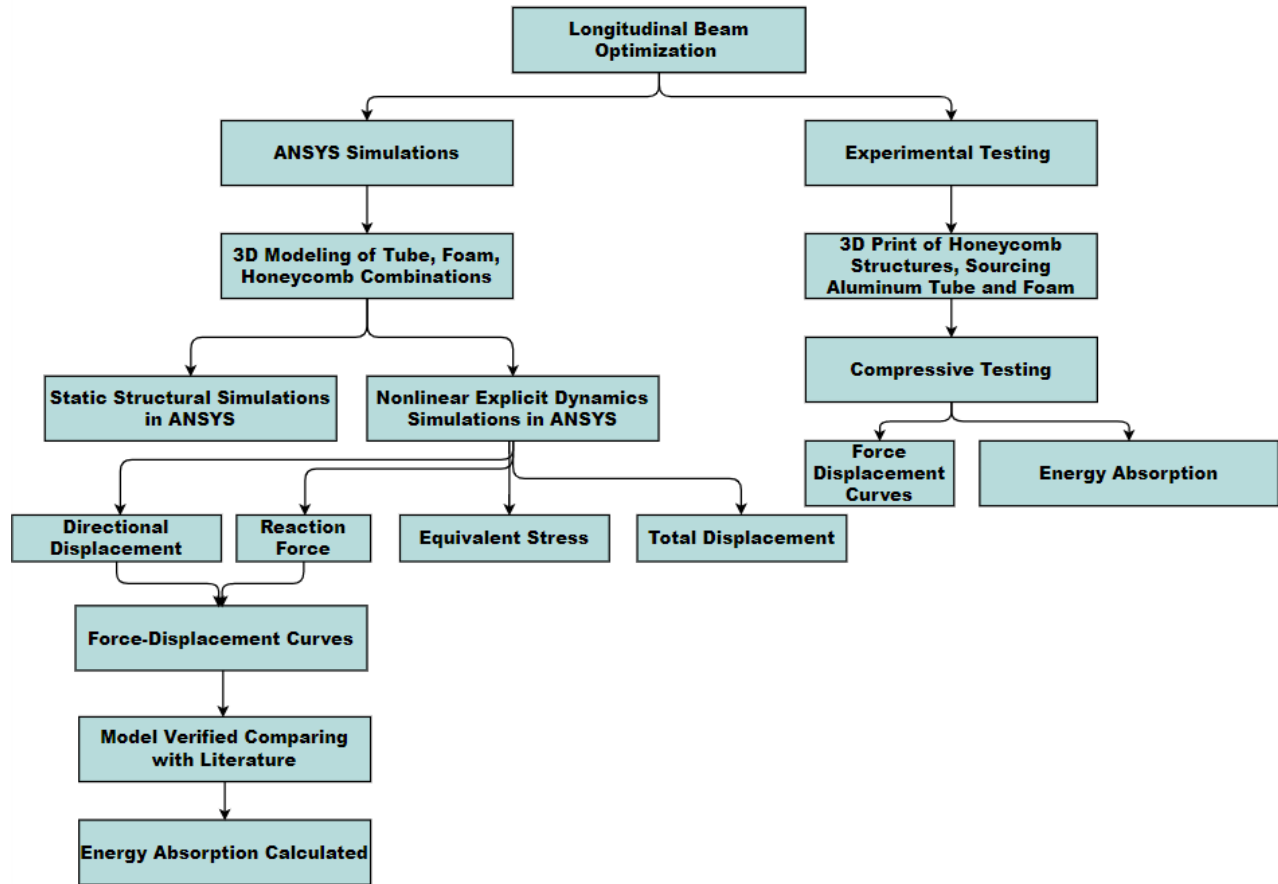 Longitudinal Beam
Optimization
ANSYS Simulations
Experimental Testing
3D Modeling of Tube, Foam,
Honeycomb Combinations
3D Print of Honeycomb
Structures, Sourcing
Aluminum Tube and Foam
Compressive Testing
Static Structural Simulations
in ANSYS
Nonlinear Explicit Dynamics
Simulations in ANSYS
Force
Displacement
Curves
Energy Absorption
Directional
Displacement
Reaction
Force
Equivalent Stress
Total Displacement
Force-Displacement Curves
Model Verified Comparing
with Literature
Energy Absorption Calculated